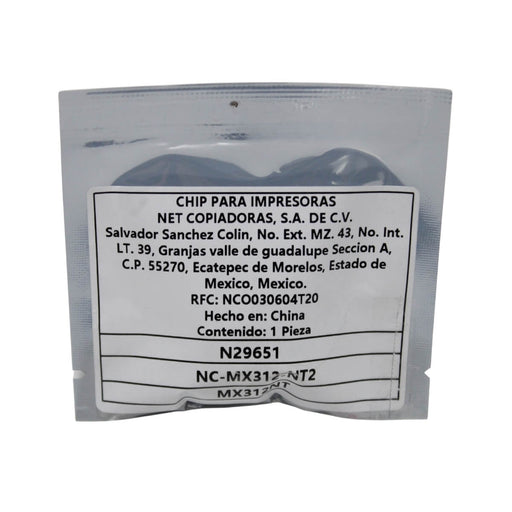 CHIP PARA IMPRESORAS
NET COPIADORAS, S.A. DE C.V.
Salvador Sanchez Colin, No. Ext. MZ. 43, No. Int.
LT. 39, Granjas valle de guadalupe Seccion A,
C.P. 55270, Ecatepec de Morelos, Estado de
Mexico, Mexico.
RFC: NCO030604T20
Hecho en: China
Contenido: 1 Pieza
N29651
NC-MX312-NT2
MX312NT